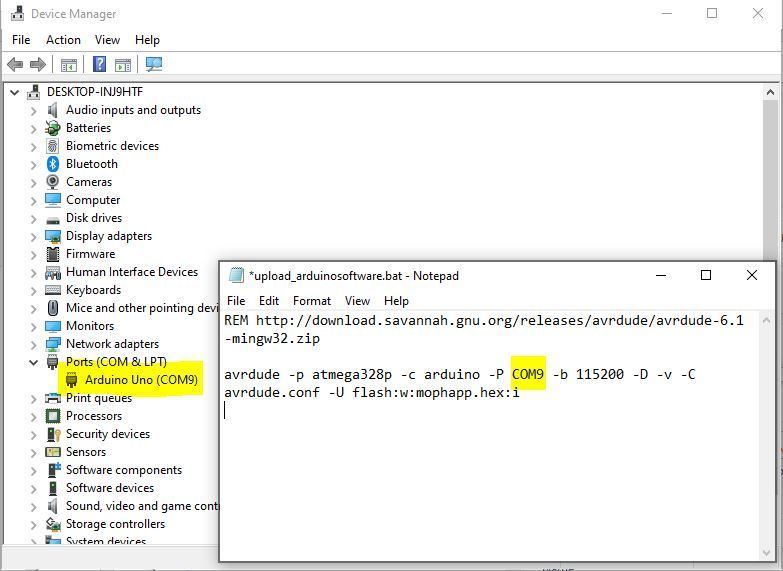 Device Manager
File Action View Help
DESKTOP-INJ9HTF
Audio inputs and outputs
Batteries
Biometric devices
Bluetooth
Cameras
Computer
Disk drives
Display adapters
Firmware
Human Interface Devices
Keyboards
Mice and other pointing devi
Monitors
Network adapters
Ports (COM & LPT)
Arduino Uno (COM9)
Print queues
Processors
Security devices
Sensors
Software components
Software devices
Sound, video and game cont
Storage controllers
System devices
*upload_arduinosoftware.bat - Notepad
File Edit Format View Help
REM http://download.savannah.gnu.org/releases/avrdude/avrdude-6.1
-mingw32.zip
avrdude -p atmega328p -c arduino -P COM9 -b 115200 -D -v -C
avrdude.conf -U flash:w:mophapp.hex:i